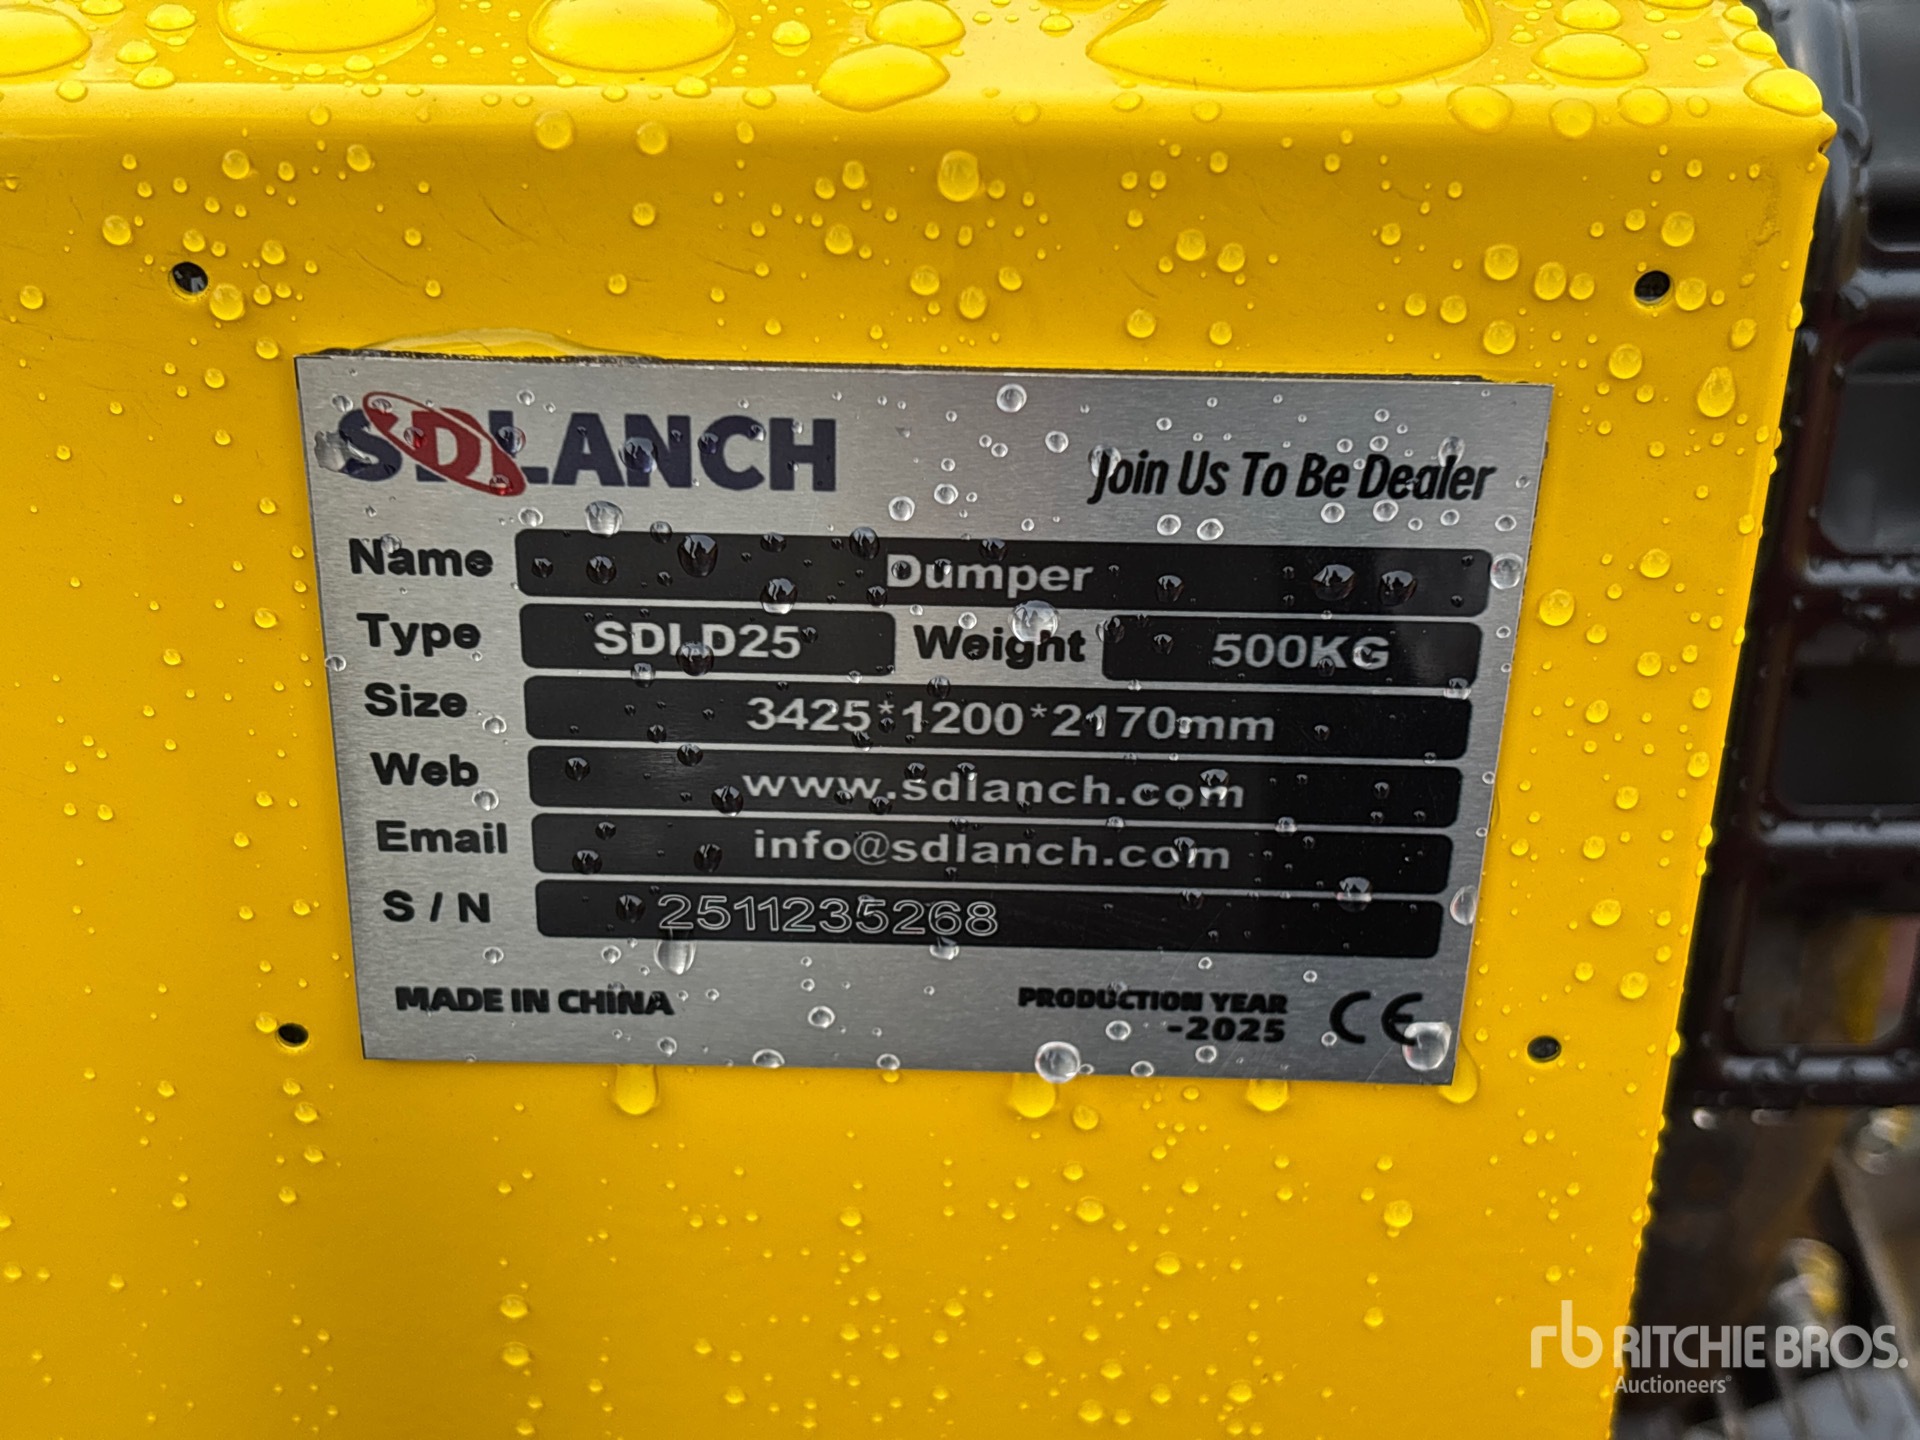 SDLANCH
Join Us To Be Dealer
Name Dumper
Type SDLD25 Weight 500KG
Size 3425*1200*2170mm
Web www.sdlanch.com
Email info@sdlanch.com
S / N 2511235268
MADE IN CHINA
PRODUCTION YEAR
-2025
CE
rb RITCHIE BROS.
Auctioneers